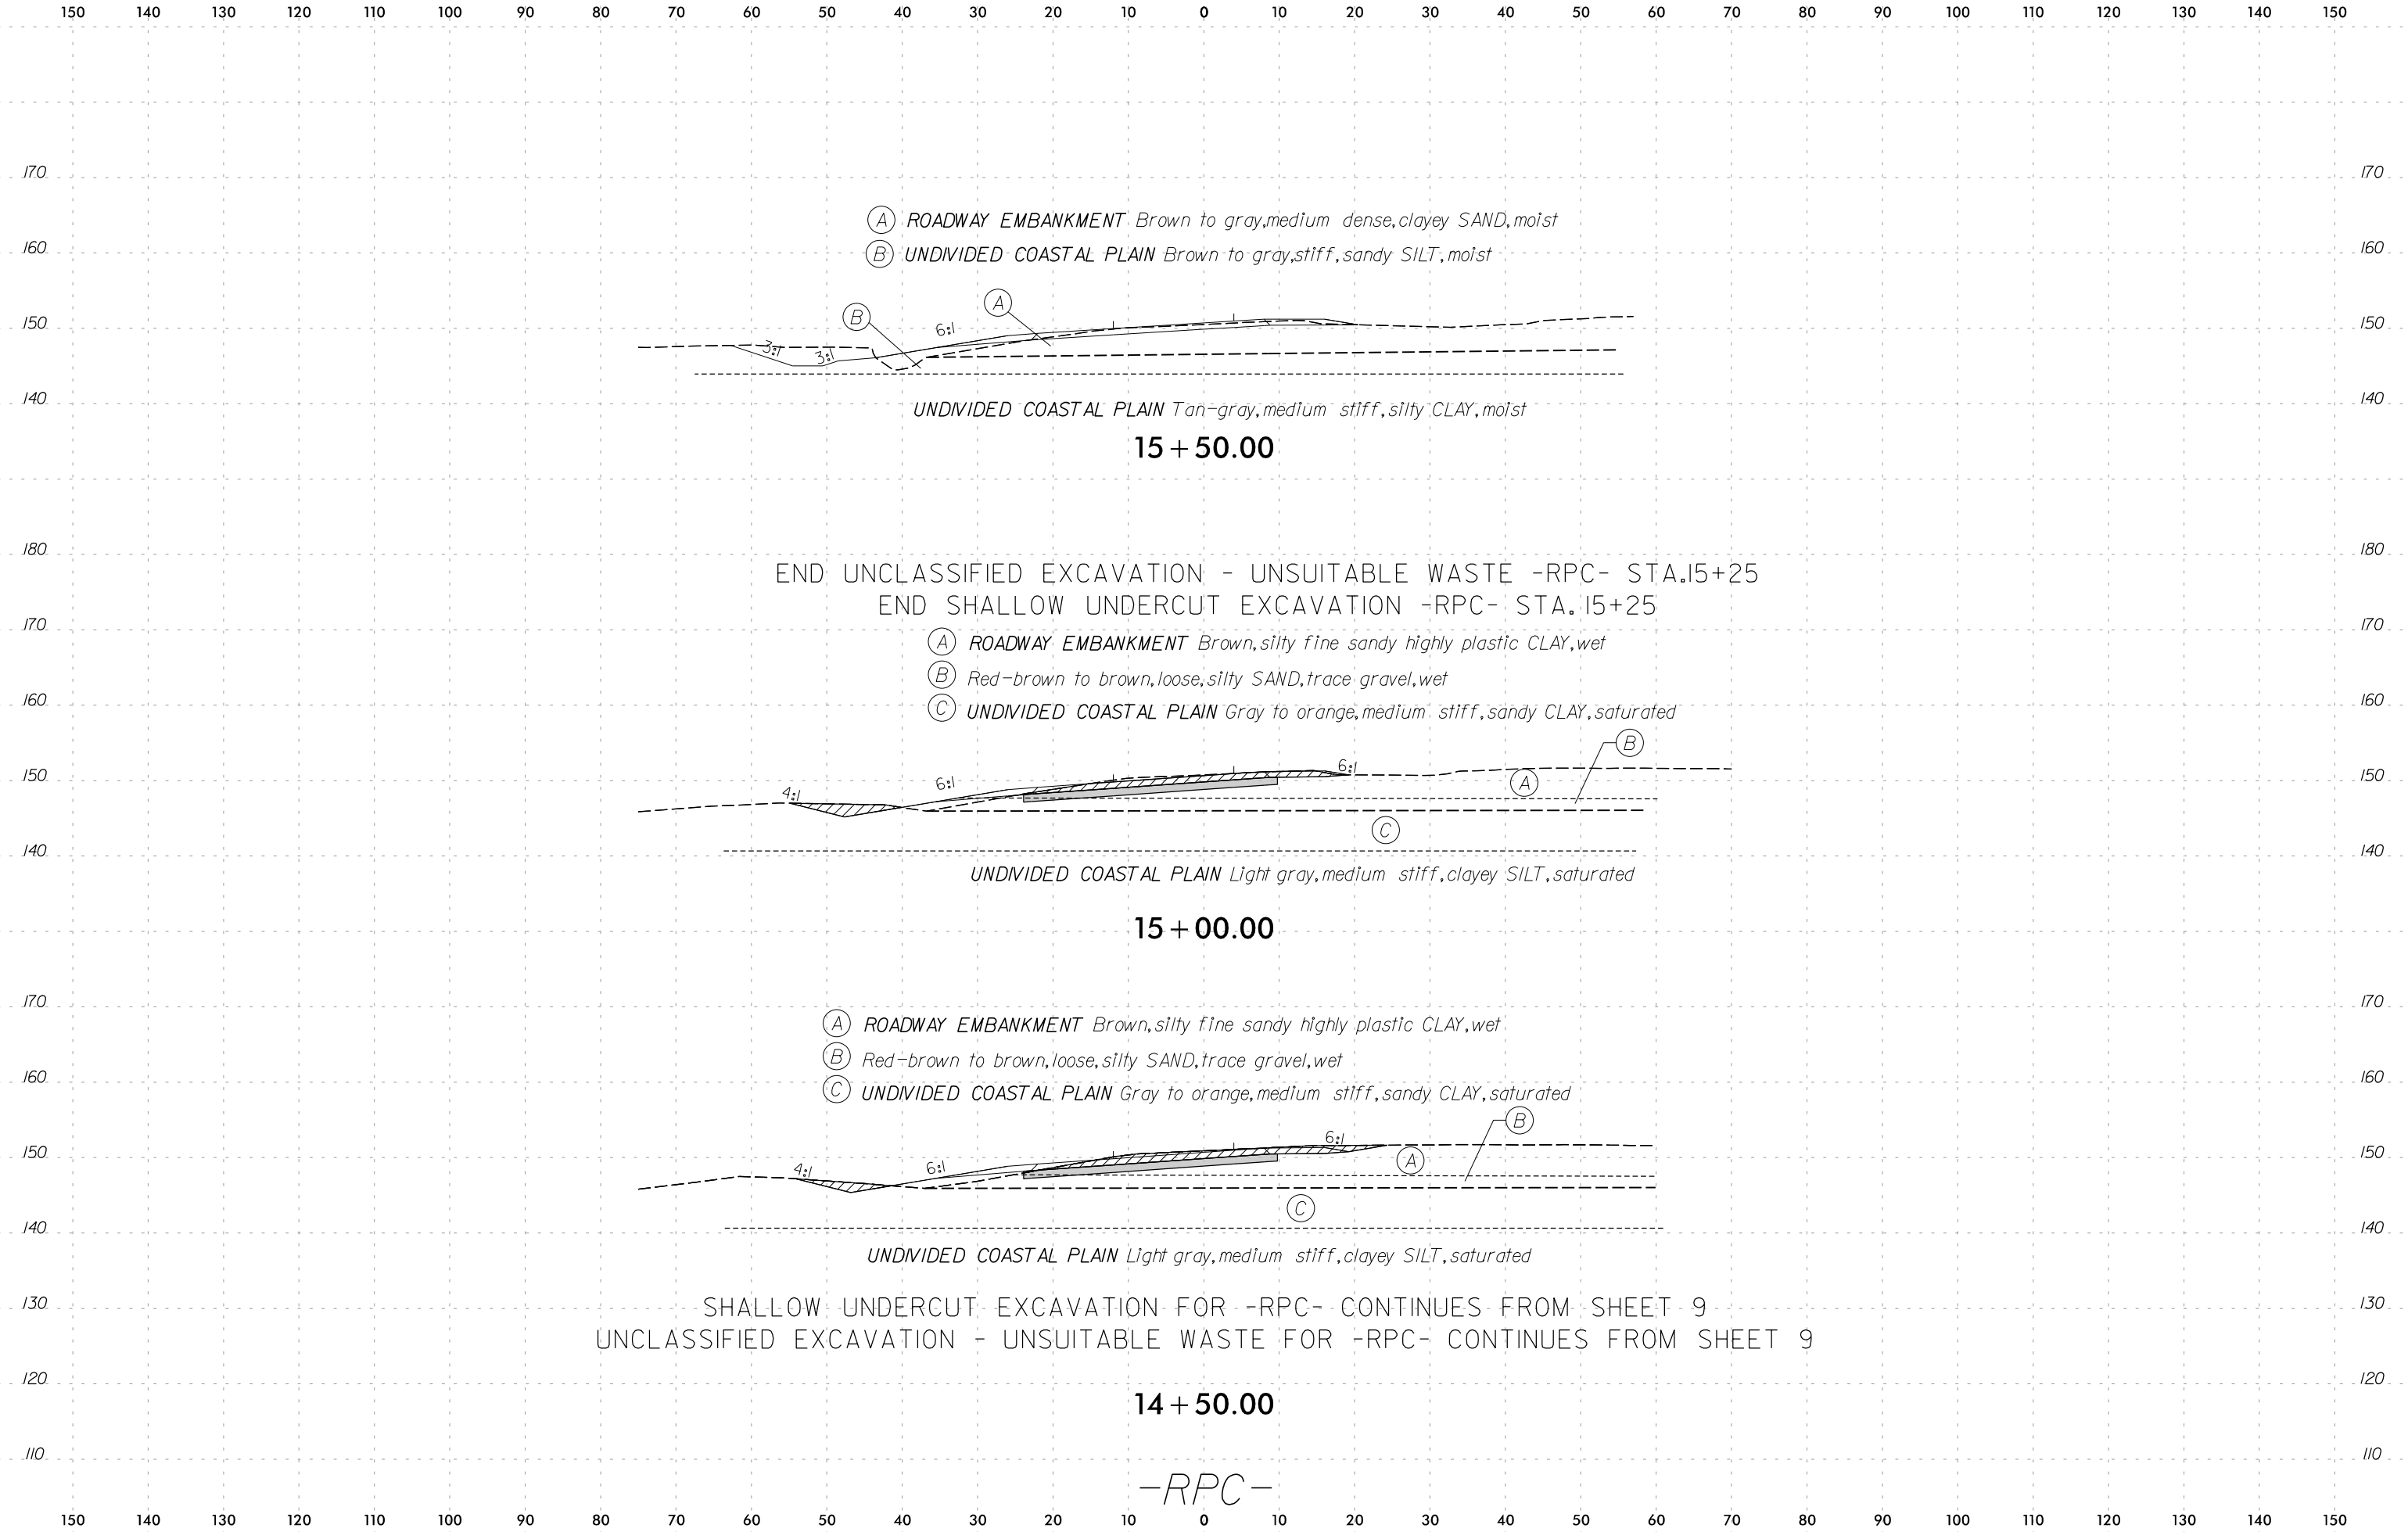 150 140 130 120 110 100 90 80 70 60 50 40 30 20 10 0 10 20 30 40 50 60 70 80 90 100 110 120 130 140 150
170 170
(A) ROADWAY EMBANKMENT Brown to gray,medium dense,clayey SAND,moist
160 (B) UNDIVIDED COASTAL PLAIN Brown to gray,stiff,sandy SILT,moist 160
A
B
150 6:1 150
3:1 3:1
140 UNDIVIDED COASTAL PLAIN Tan-gray,medium stiff,silty CLAY,moist 140
15+50.00
180 180
END UNCLASSIFIED EXCAVATION - UNSUITABLE WASTE -RPC- STA.15+25
END SHALLOW UNDERCUT EXCAVATION -RPC- STA.15+25
170 170
(A) ROADWAY EMBANKMENT Brown,silty fine sandy highly plastic CLAY,wet
(B) Red-brown to brown,loose,silty SAND,trace gravel,wet
160 160
(C) UNDIVIDED COASTAL PLAIN Gray to orange,medium stiff,sandy CLAY,saturated
B
6:1
150 6:1 A 150
4:1
C
140 140
UNDIVIDED COASTAL PLAIN Light gray,medium stiff,clayey SILT,saturated
15+00.00
170 170
(A) ROADWAY EMBANKMENT Brown,silty fine sandy highly plastic CLAY,wet
(B) Red-brown to brown,loose,silty SAND,trace gravel,wet
160 160
(C) UNDIVIDED COASTAL PLAIN Gray to orange,medium stiff,sandy CLAY,saturated
B
6:1
150 A 150
4:1 6:1
C
140 140
UNDIVIDED COASTAL PLAIN Light gray,medium stiff,clayey SILT,saturated
130 SHALLOW UNDERCUT EXCAVATION FOR -RPC- CONTINUES FROM SHEET 9 130
UNCLASSIFIED EXCAVATION - UNSUITABLE WASTE FOR -RPC- CONTINUES FROM SHEET 9
120 120
14+50.00
110 110
-RPC-
150 140 130 120 110 100 90 80 70 60 50 40 30 20 10 0 10 20 30 40 50 60 70 80 90 100 110 120 130 140 150